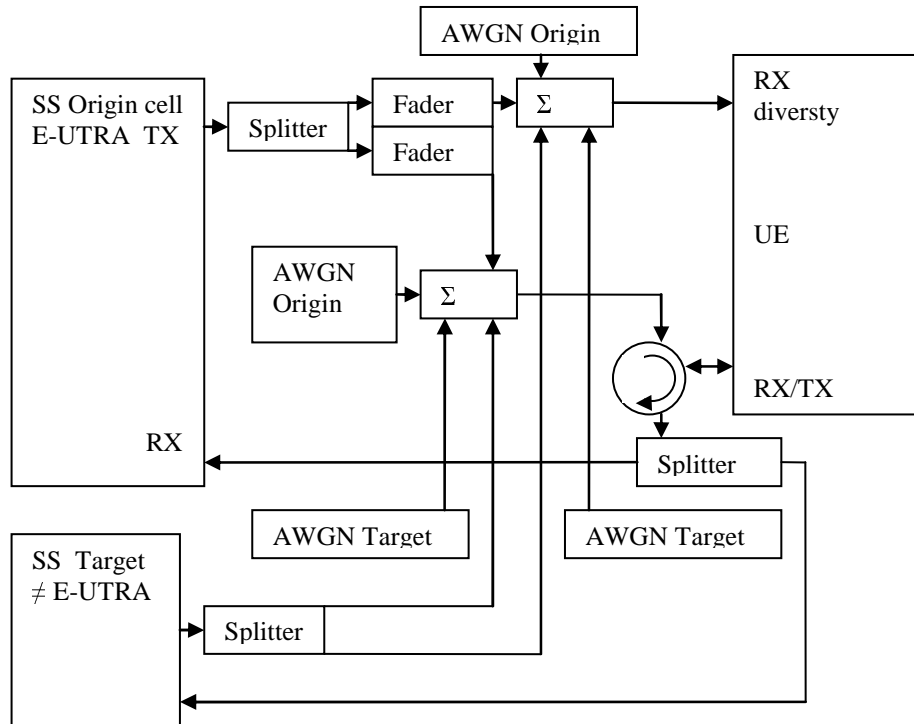 AWGN Origin
SS Origin cell
E-UTRA TX
Splitter
Fader
Fader
Σ
RX
diversty
UE
AWGN
Origin
Σ
RX/TX
RX
Splitter
AWGN Target
AWGN Target
SS Target
≠ E-UTRA
Splitter